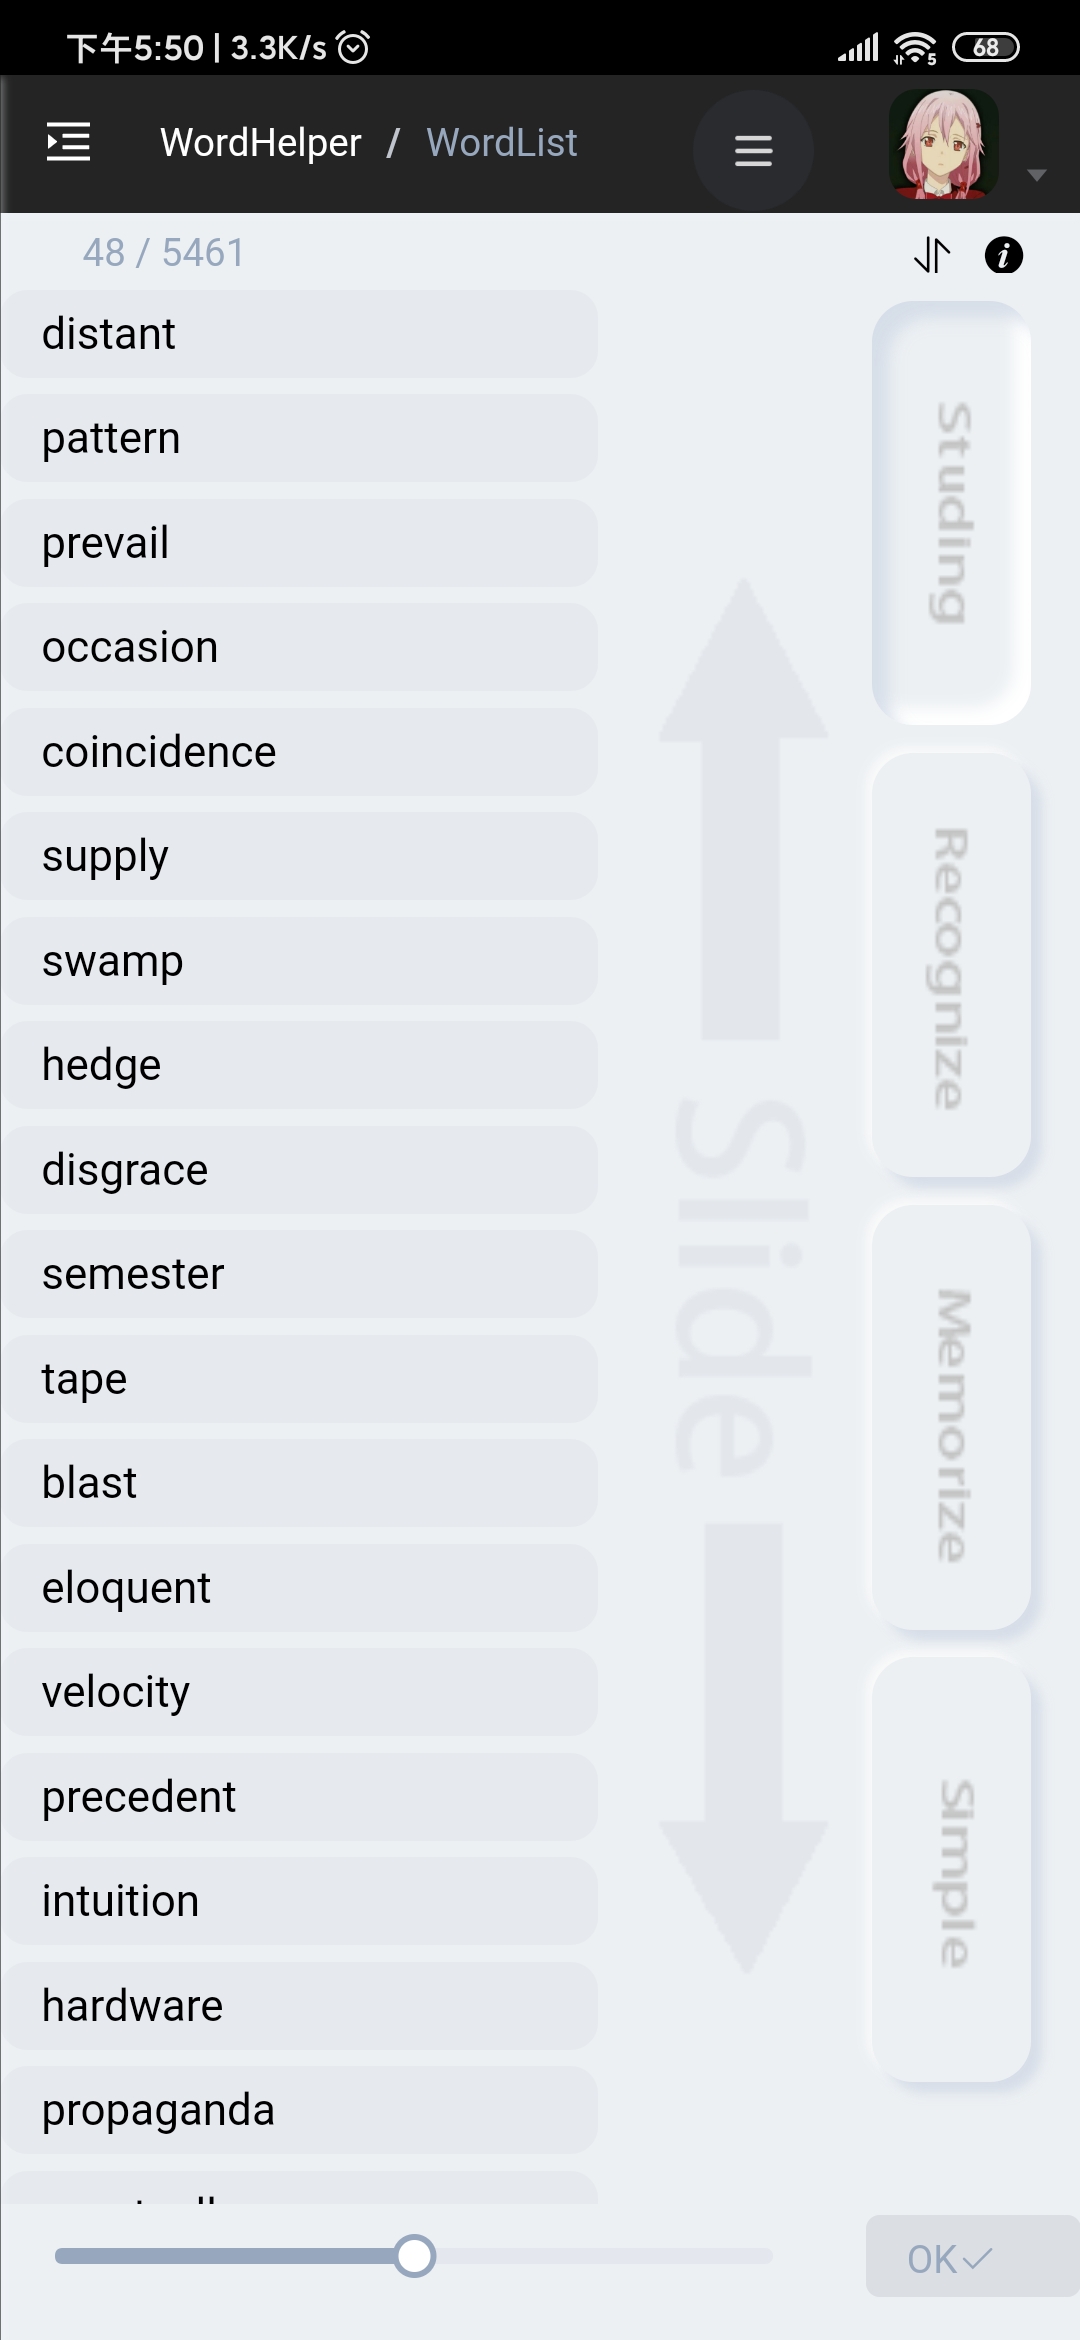 下午5:50 | 3.3K/s
5
68
WordHelper / WordList
48 / 5461
distant
pattern
prevail
occasion
coincidence
supply
swamp
hedge
disgrace
semester
tape
blast
eloquent
velocity
precedent
intuition
hardware
propaganda
Slide
Studing
Recognize
Memorize
Simple
OK